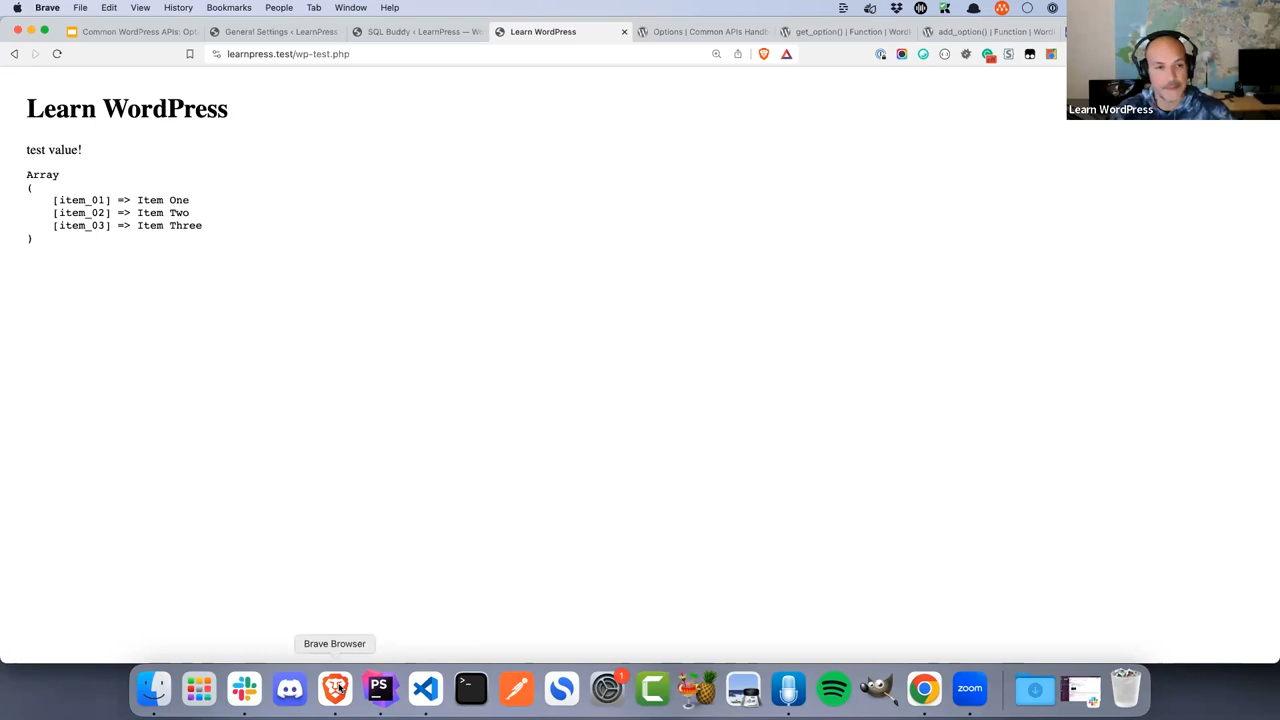 Brave File Edit View History Bookmarks People Tab Window Help
Common WordPress APIs: Opt
General Settings ‹ LearnPress
SQL Buddy ‹ LearnPress — W
Learn WordPress
Options | Common APIs Handb
get_option() | Function | Word
add_option() | Function | Word
learnpress.test/wp-test.php
Learn WordPress
Learn WordPress
test value!
Array
(
[item_01] => Item One
[item_02] => Item Two
[item_03] => Item Three
)
Brave Browser
PS
>_
1
zoom